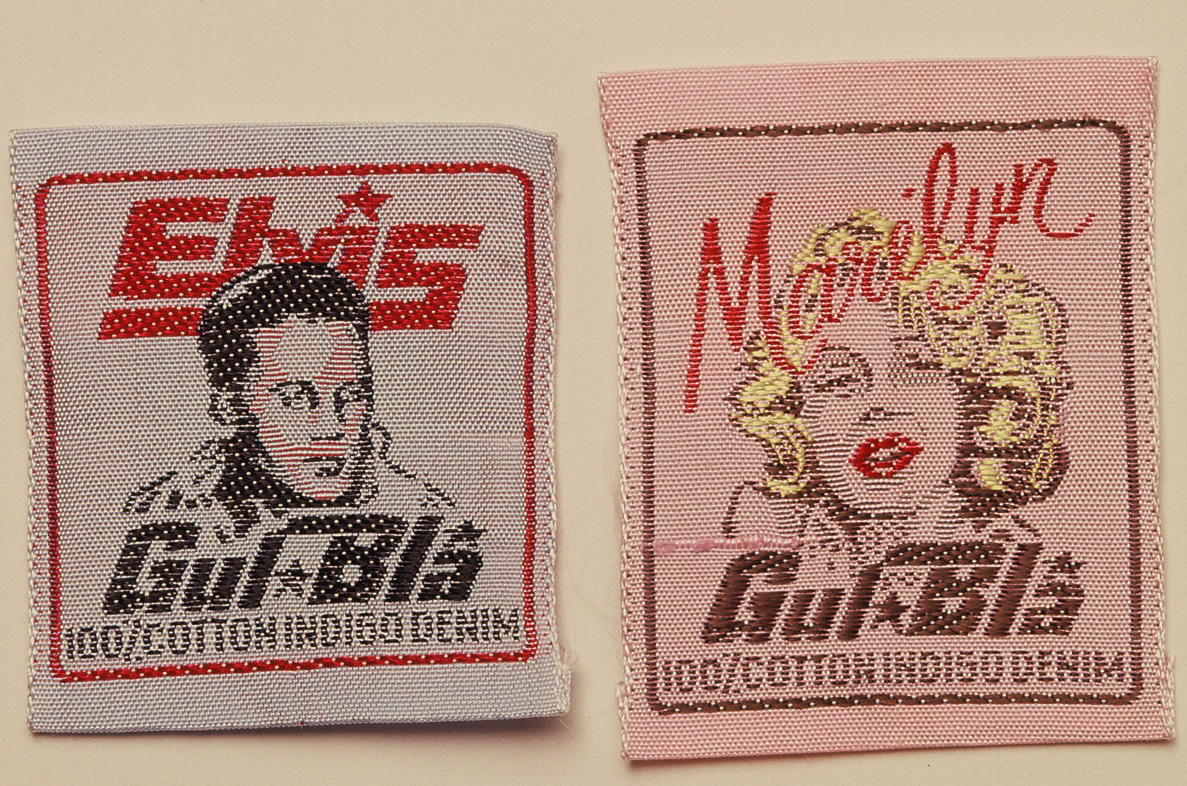 Elvis
Gul★Blå
100% COTTON INDIGO DENIM
Marilyn
Gul★Blå
100% COTTON INDIGO DENIM